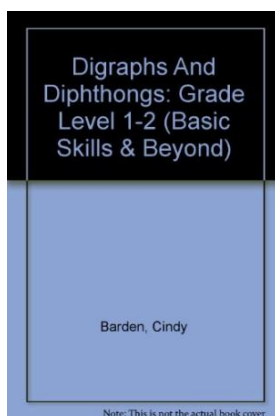 Digraphs And
Diphthongs: Grade
Level 1-2 (Basic
Skills & Beyond)
Barden, Cindy
Note: This is not the actual book cover